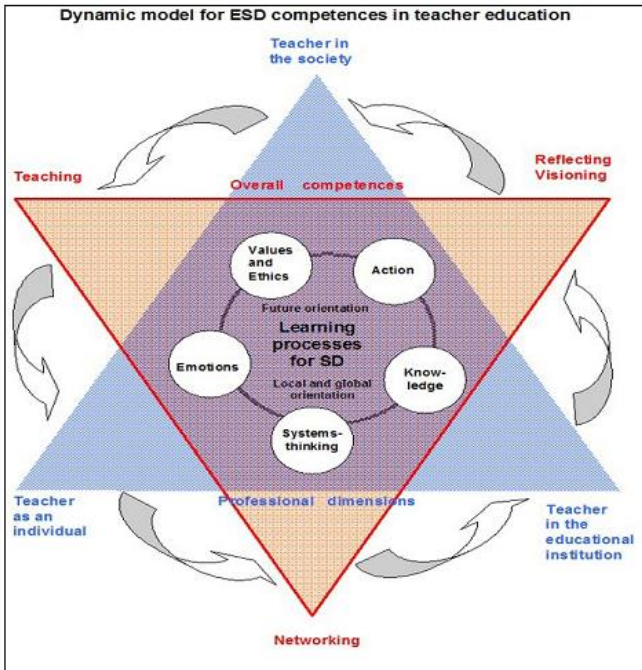 Dynamic model for ESD competences in teacher education
Teacher in
the society
Teaching
Reflecting
Visioning
Overall competences
Values
and
Ethics
Action
Future orientation
Learning
processes
for SD
Emotions
Know-
ledge
Local and global
orientation
Systems-
thinking
Teacher
as an
individual
Professional dimensions
Teacher
in the
educational
institution
Networking